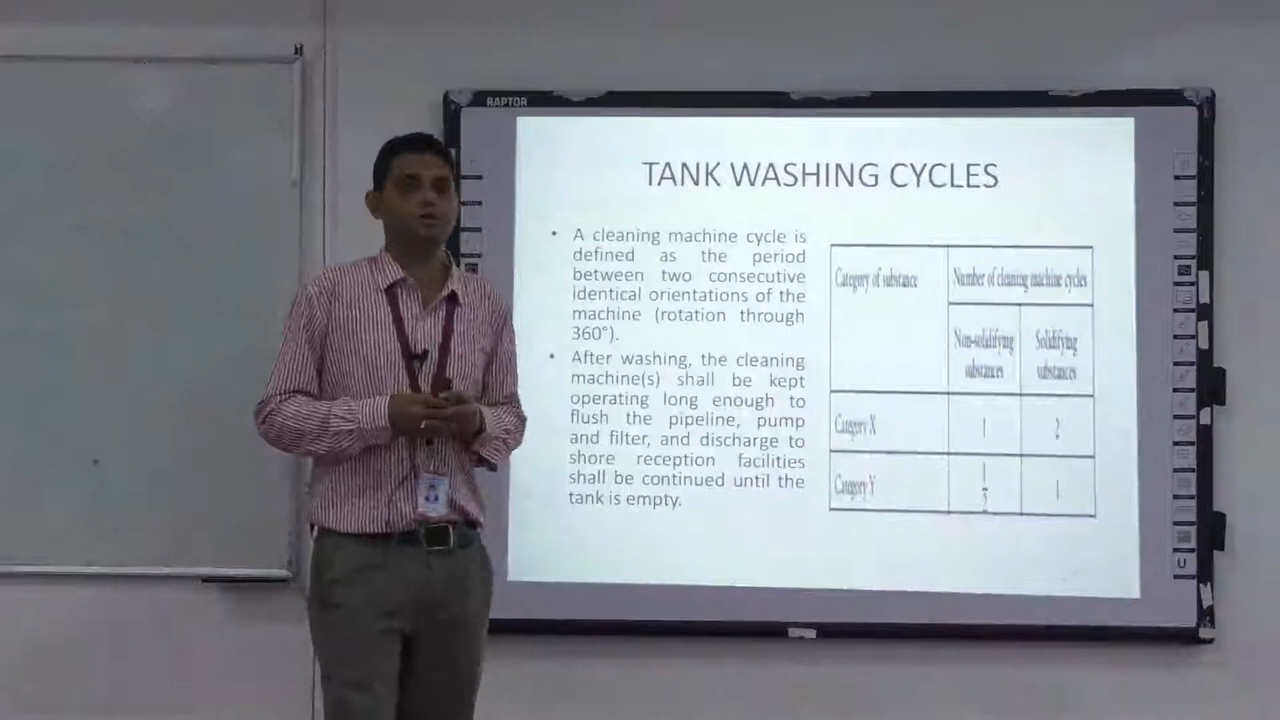 RAPTOR
TANK WASHING CYCLES
• A cleaning machine cycle is
defined as the period
between two consecutive
identical orientations of the
machine (rotation through
360°).
• After washing, the cleaning
machine(s) shall be kept
operating long enough to
flush the pipeline, pump
and filter, and discharge to
shore reception facilities
shall be continued until the
tank is empty.
Category of substance
Number of cleaning machine cycles
Non-solidifying
substances
Solidifying
substances
Category X
1
2
Category Y
1/2
1